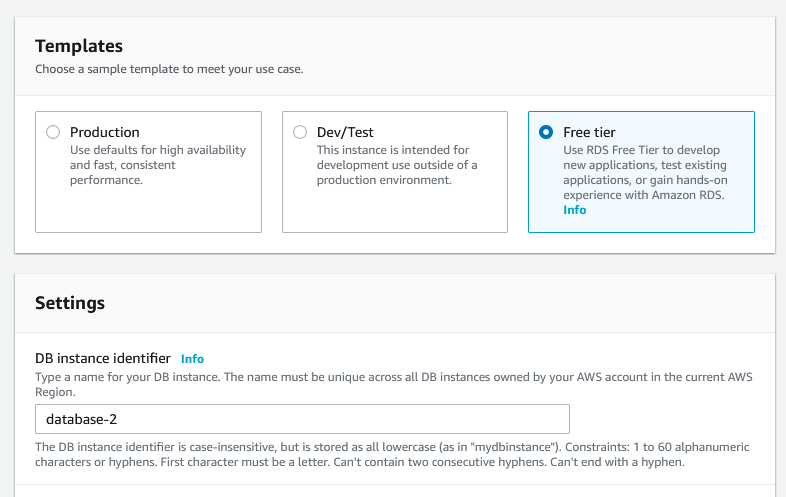 Templates
Choose a sample template to meet your use case.
Production
Use defaults for high availability
and fast, consistent
performance.
Dev/Test
This instance is intended for
development use outside of a
production environment.
Free tier
Use RDS Free Tier to develop
new applications, test existing
applications, or gain hands-on
experience with Amazon RDS.
Info
Settings
DB instance identifier Info
Type a name for your DB instance. The name must be unique across all DB instances owned by your AWS account in the current AWS
Region.
database-2
The DB instance identifier is case-insensitive, but is stored as all lowercase (as in "mydbinstance"). Constraints: 1 to 60 alphanumeric
characters or hyphens. First character must be a letter. Can't contain two consecutive hyphens. Can't end with a hyphen.